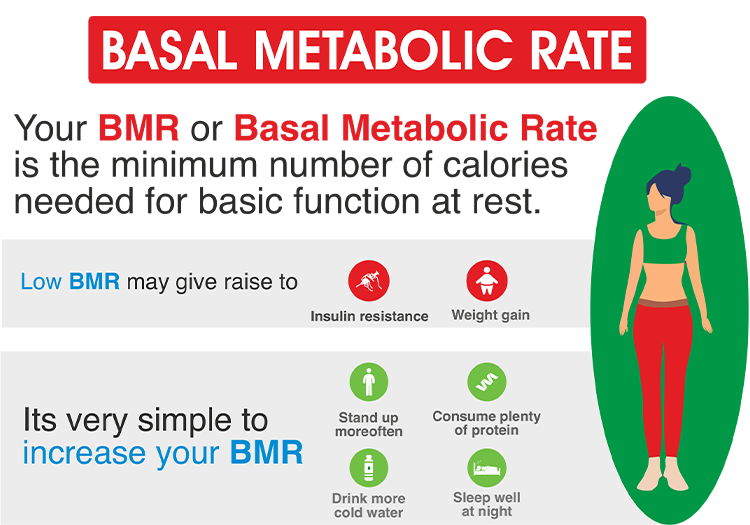 BASAL METABOLIC RATE
Your BMR or Basal Metabolic Rate
is the minimum number of calories
needed for basic function at rest.
Low BMR may give raise to
Insulin resistance
Weight gain
Its very simple to
increase your BMR
Stand up
moreoften
Consume plenty
of protein
Drink more
cold water
Sleep well
at night